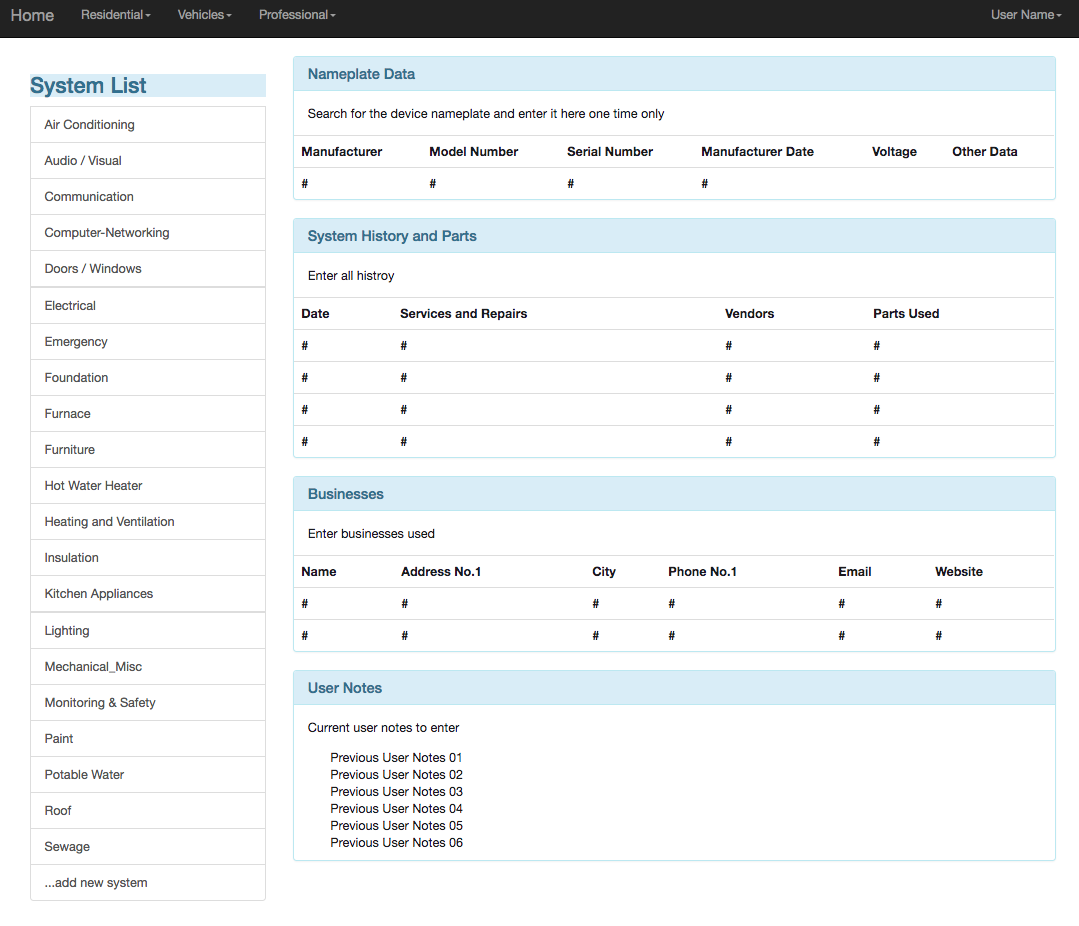 Home Residential Vehicles Professional User Name
System List
Air Conditioning
Audio / Visual
Communication
Computer-Networking
Doors / Windows
Electrical
Emergency
Foundation
Furnace
Furniture
Hot Water Heater
Heating and Ventilation
Insulation
Kitchen Appliances
Lighting
Mechanical_Misc
Monitoring & Safety
Paint
Potable Water
Roof
Sewage
...add new system
Nameplate Data
Search for the device nameplate and enter it here one time only
Manufacturer Model Number Serial Number Manufacturer Date Voltage Other Data
# # # #
System History and Parts
Enter all histroy
Date Services and Repairs Vendors Parts Used
# # # #
# # # #
# # # #
# # # #
Businesses
Enter businesses used
Name Address No.1 City Phone No.1 Email Website
# # # # # #
# # # # # #
User Notes
Current user notes to enter
Previous User Notes 01
Previous User Notes 02
Previous User Notes 03
Previous User Notes 04
Previous User Notes 05
Previous User Notes 06